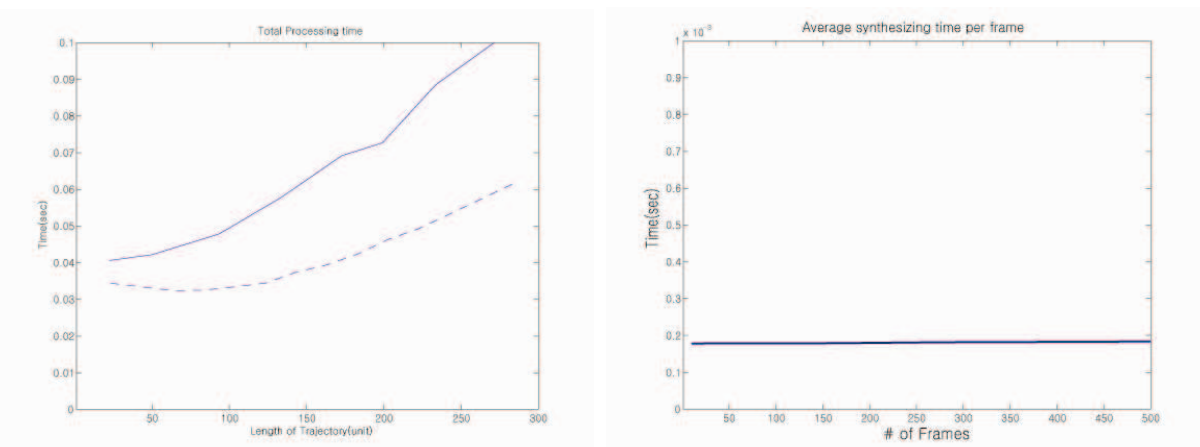 Total Processing time
0.1
0.09
0.08
0.07
0.06
0.05
0.04
0.03
0.02
0.01
0
Time(sec)
50 100 150 200 250 300
Length of Trajectory(unit)
Average synthesizing time per frame
1 x 10⁻³
0.9
0.8
0.7
0.6
0.5
0.4
0.3
0.2
0.1
0
Time(sec)
50 100 150 200 250 300 350 400 450 500
# of Frames